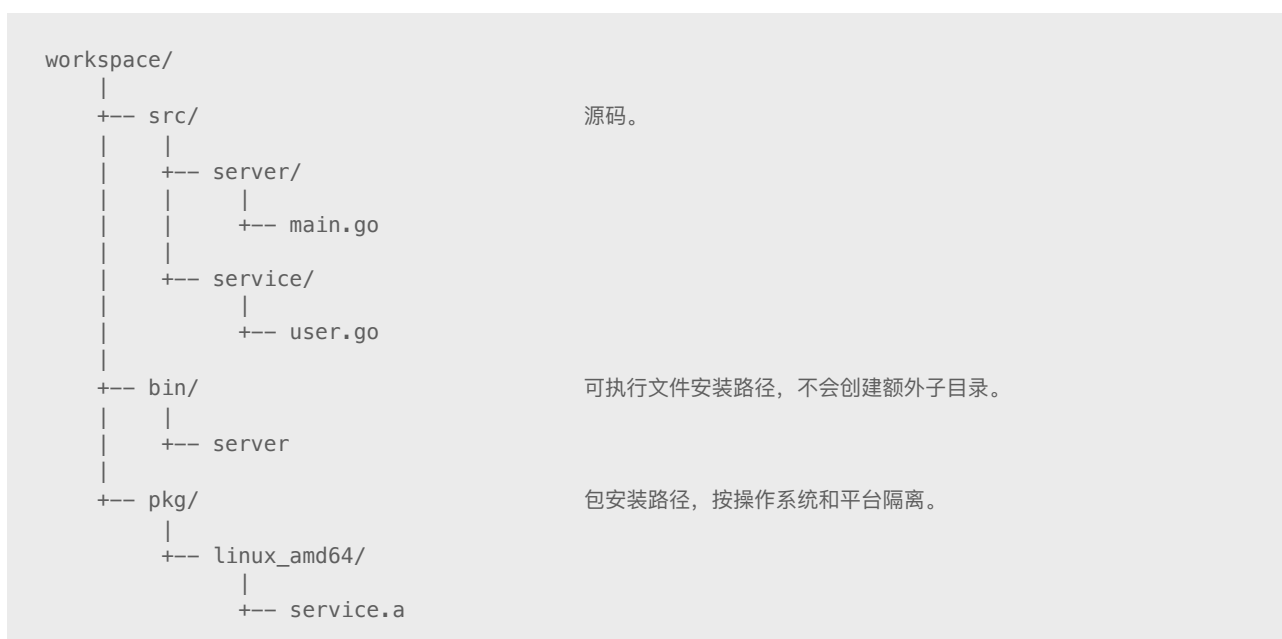 workspace/
    |
    +-- src/                              源码。
    |    |
    |    +-- server/
    |    |     |
    |    |     +-- main.go
    |    |
    |    +-- service/
    |          |
    |          +-- user.go
    |
    +-- bin/                              可执行文件安装路径，不会创建额外子目录。
    |    |
    |    +-- server
    |
    +-- pkg/                              包安装路径，按操作系统和平台隔离。
         |
         +-- linux_amd64/
               |
               +-- service.a